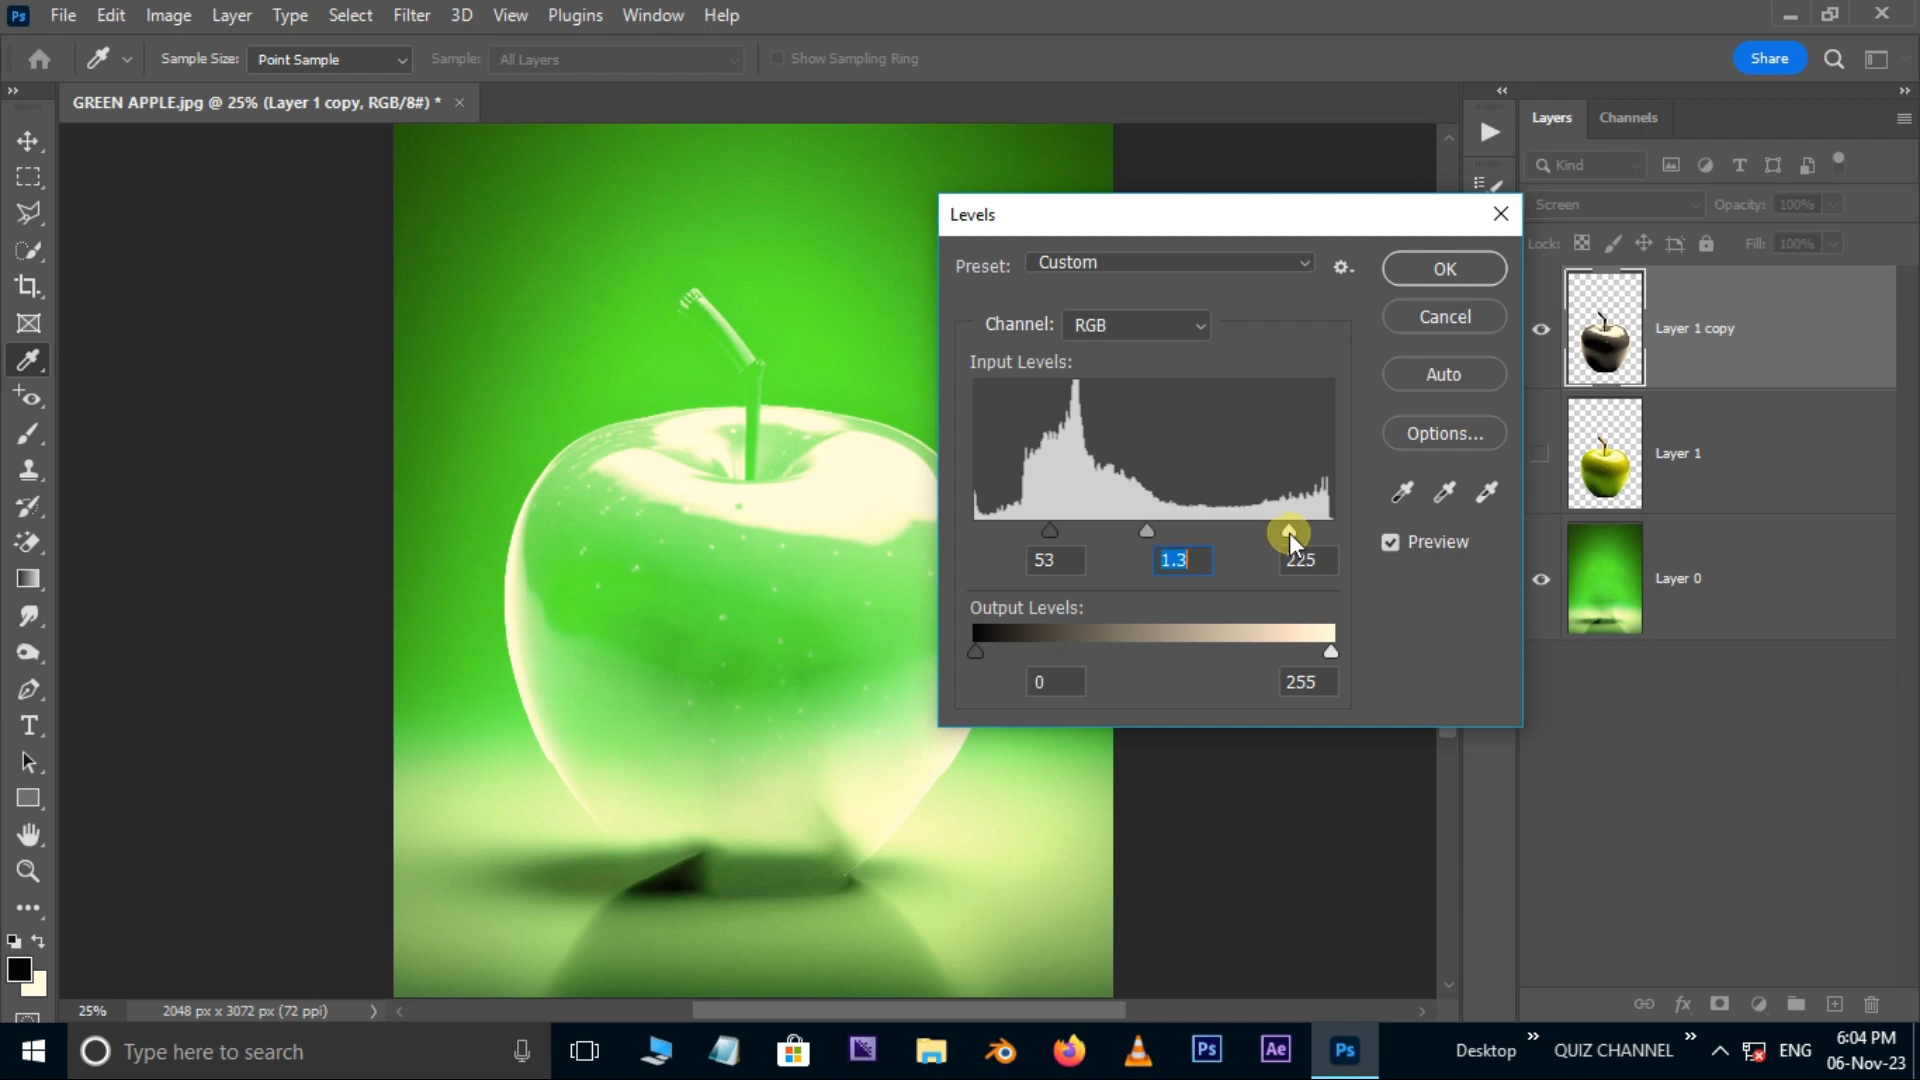 Ps File Edit Image Layer Type Select Filter 3D View Plugins Window Help
Sample Size: Point Sample Sample: All Layers Show Sampling Ring Share
GREEN APPLE.jpg @ 25% (Layer 1 copy, RGB/8#) *
Layers Channels
Kind
Screen Opacity: 100%
Lock: Fill: 100%
Layer 1 copy
Layer 1
Layer 0
Levels
Preset: Custom
OK
Channel: RGB
Cancel
Input Levels:
Auto
Options...
Preview
53 1.3 225
Output Levels:
0 255
25% 2048 px x 3072 px (72 ppi)
Type here to search
Ps Ae Ps
Desktop QUIZ CHANNEL ENG
6:04 PM
06-Nov-23